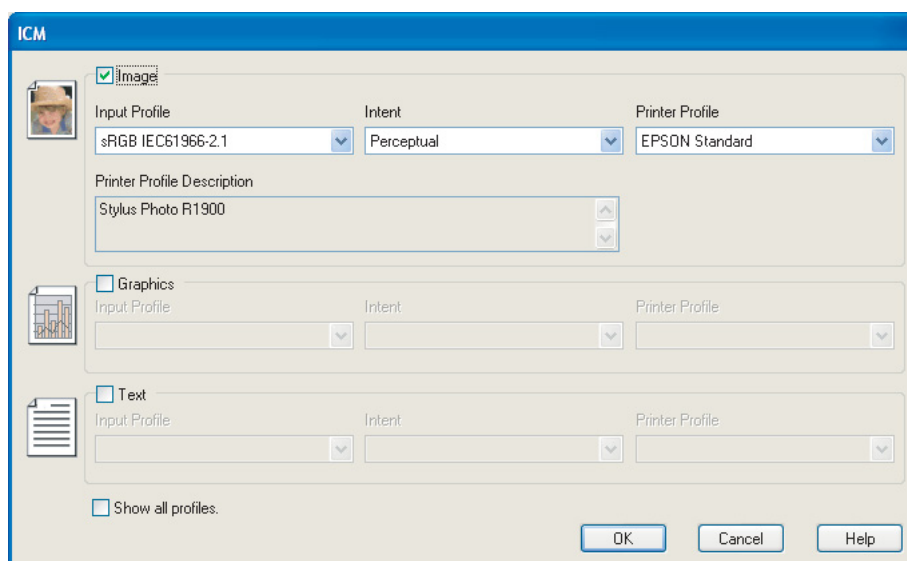 ICM
Image
Input Profile Intent Printer Profile
sRGB IEC61966-2.1 Perceptual EPSON Standard
Printer Profile Description
Stylus Photo R1900
Graphics
Input Profile Intent Printer Profile
Text
Input Profile Intent Printer Profile
Show all profiles.
OK Cancel Help